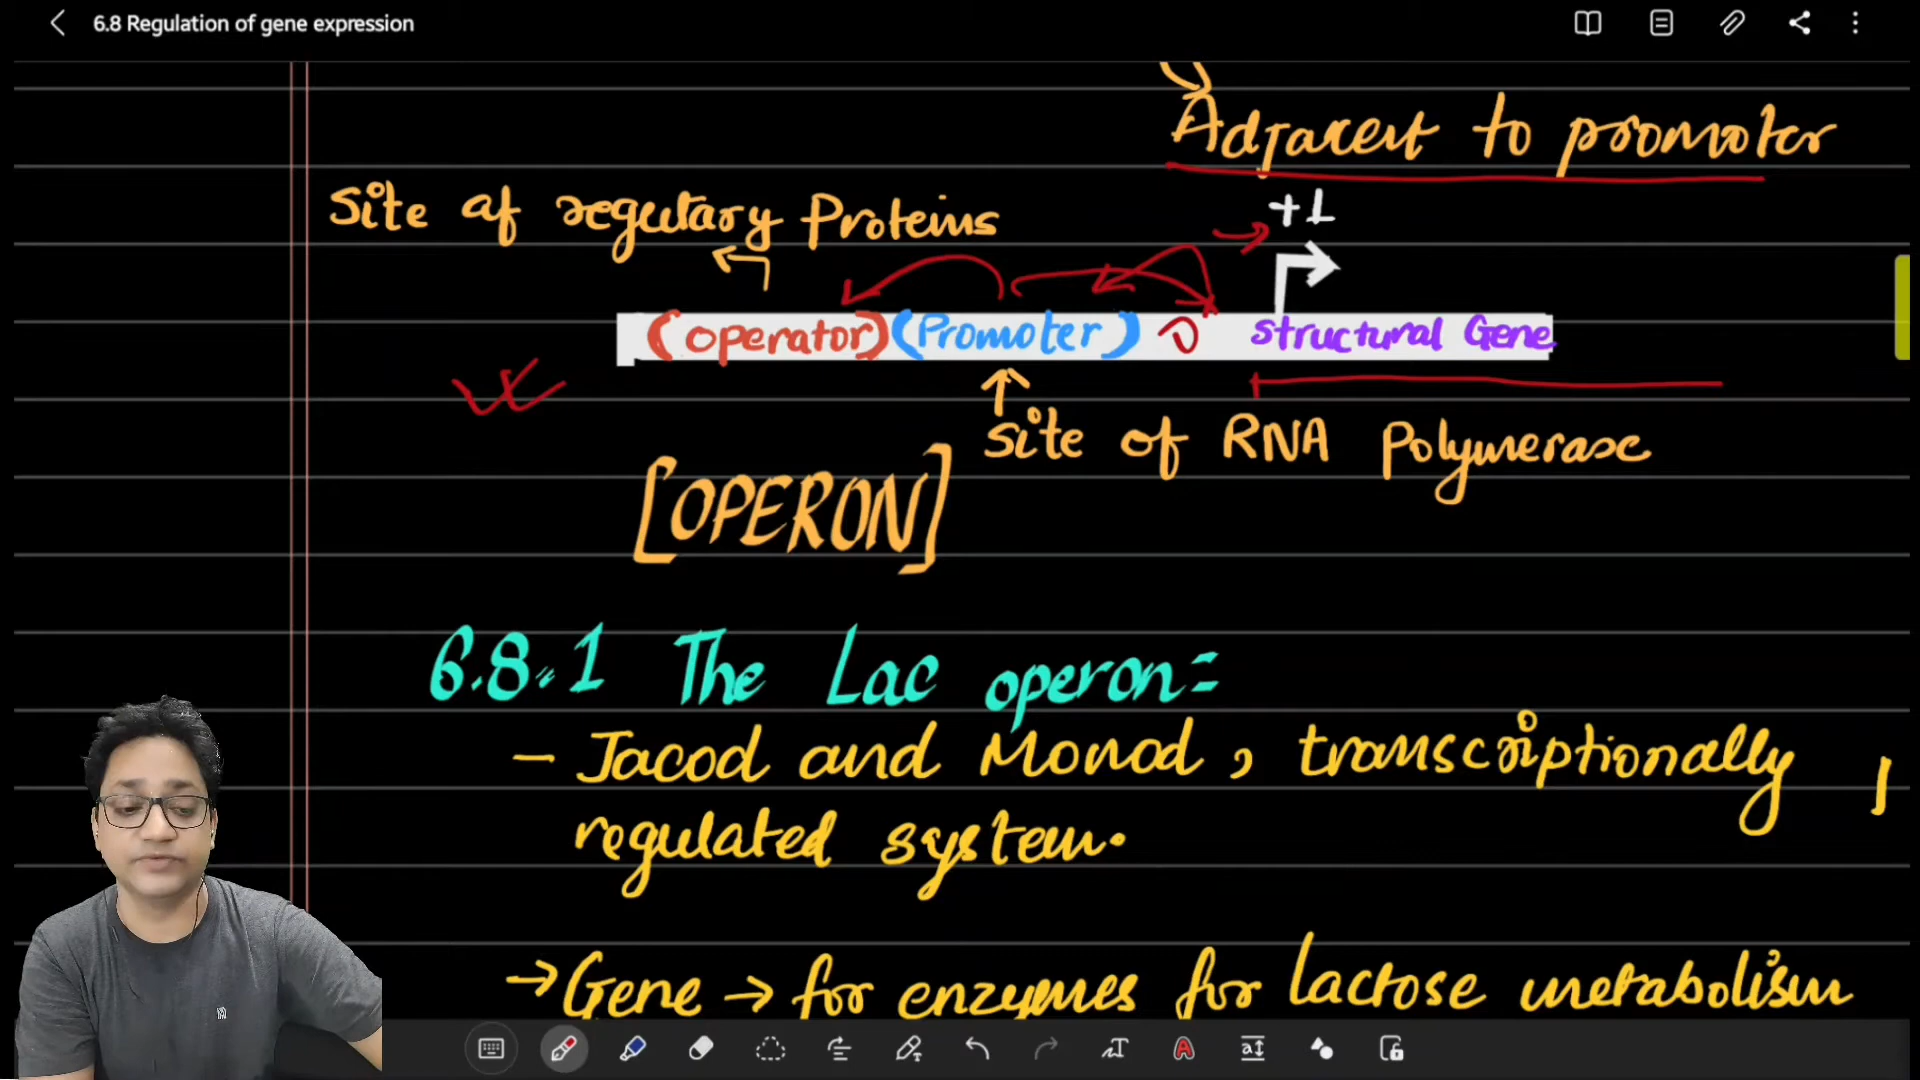 6.8 Regulation of gene expression
Adjacent to promoter
Site of regulatary Proteins
+1
(operator) (Promoter) O structural Gene
Site of RNA Polymerase
[OPERON]
6.8.1 The Lac operon=
- Jacod and Monod, transcriptionally
regulated system.
→ Gene → for enzymes for lactose metabolism